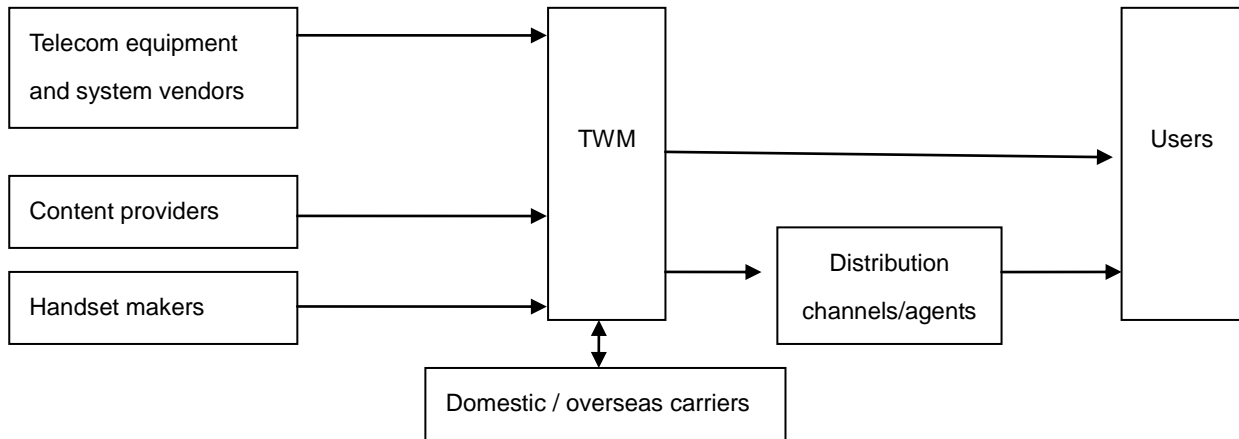 Telecom equipment
and system vendors
TWM
Users
Content providers
Distribution
channels/agents
Handset makers
Domestic / overseas carriers